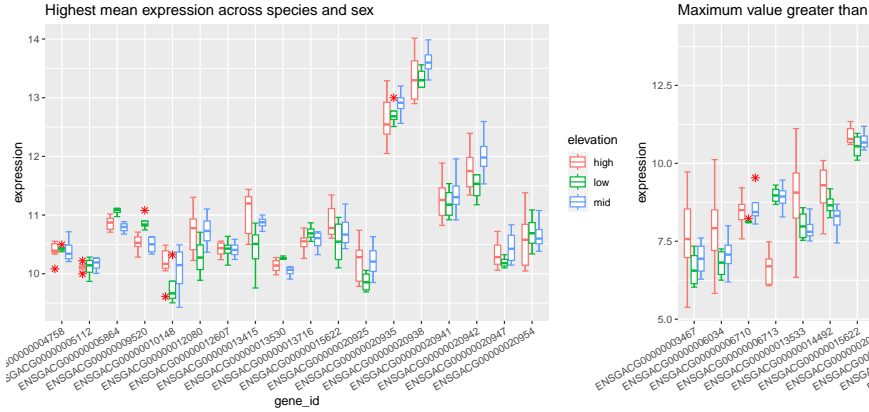 Highest mean expression across species and sex
14
13
12
11
10
expression
gene_id
ENSGACG00000005112
ENSGACG00000005864
ENSGACG00000009520
ENSGACG00000010148
ENSGACG00000012080
ENSGACG00000012607
ENSGACG00000013415
ENSGACG00000013530
ENSGACG00000013716
ENSGACG00000015622
ENSGACG00000020925
ENSGACG00000020935
ENSGACG00000020938
ENSGACG00000020941
ENSGACG00000020942
ENSGACG00000020947
ENSGACG00000020954
elevation
high
low
mid
Maximum value greater than
12.5
10.0
7.5
5.0
expression
ENSGACG00000003467
ENSGACG00000006034
ENSGACG00000006710
ENSGACG00000006713
ENSGACG00000013533
ENSGACG00000014492
ENSGACG00000015622